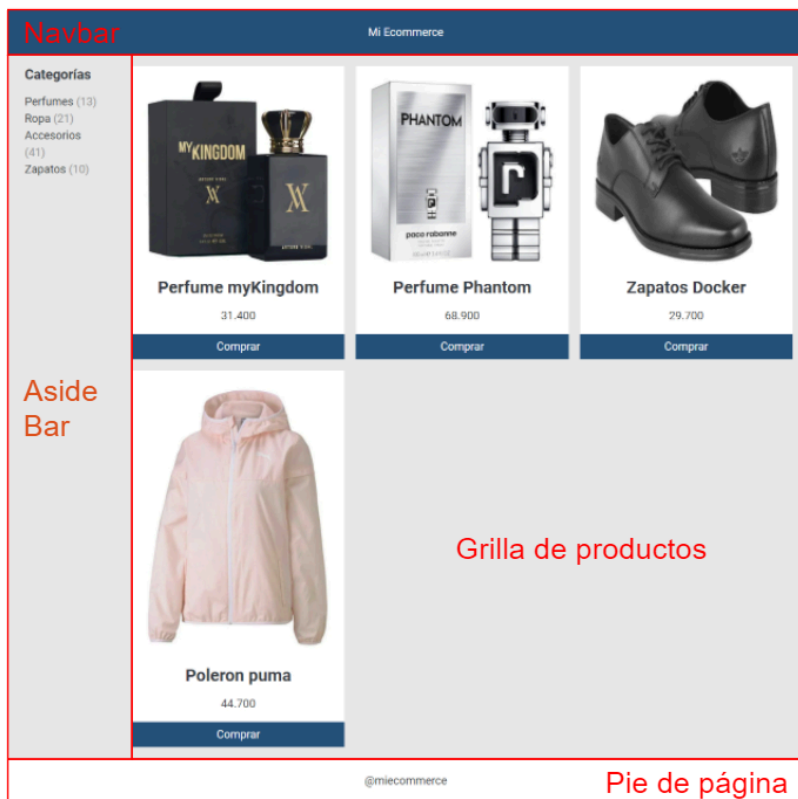 Navbar
Mi Ecommerce
Categorías
Perfumes (13)
Ropa (21)
Accesorios
(41)
Zapatos (10)
MYKINGDOM
PHANTOM
paco rabanne
Perfume myKingdom
Perfume Phantom
Zapatos Docker
31.400
68.900
29.700
Comprar
Comprar
Comprar
Aside
Bar
Grilla de productos
Poleron puma
44.700
Comprar
@miecommerce
Pie de página